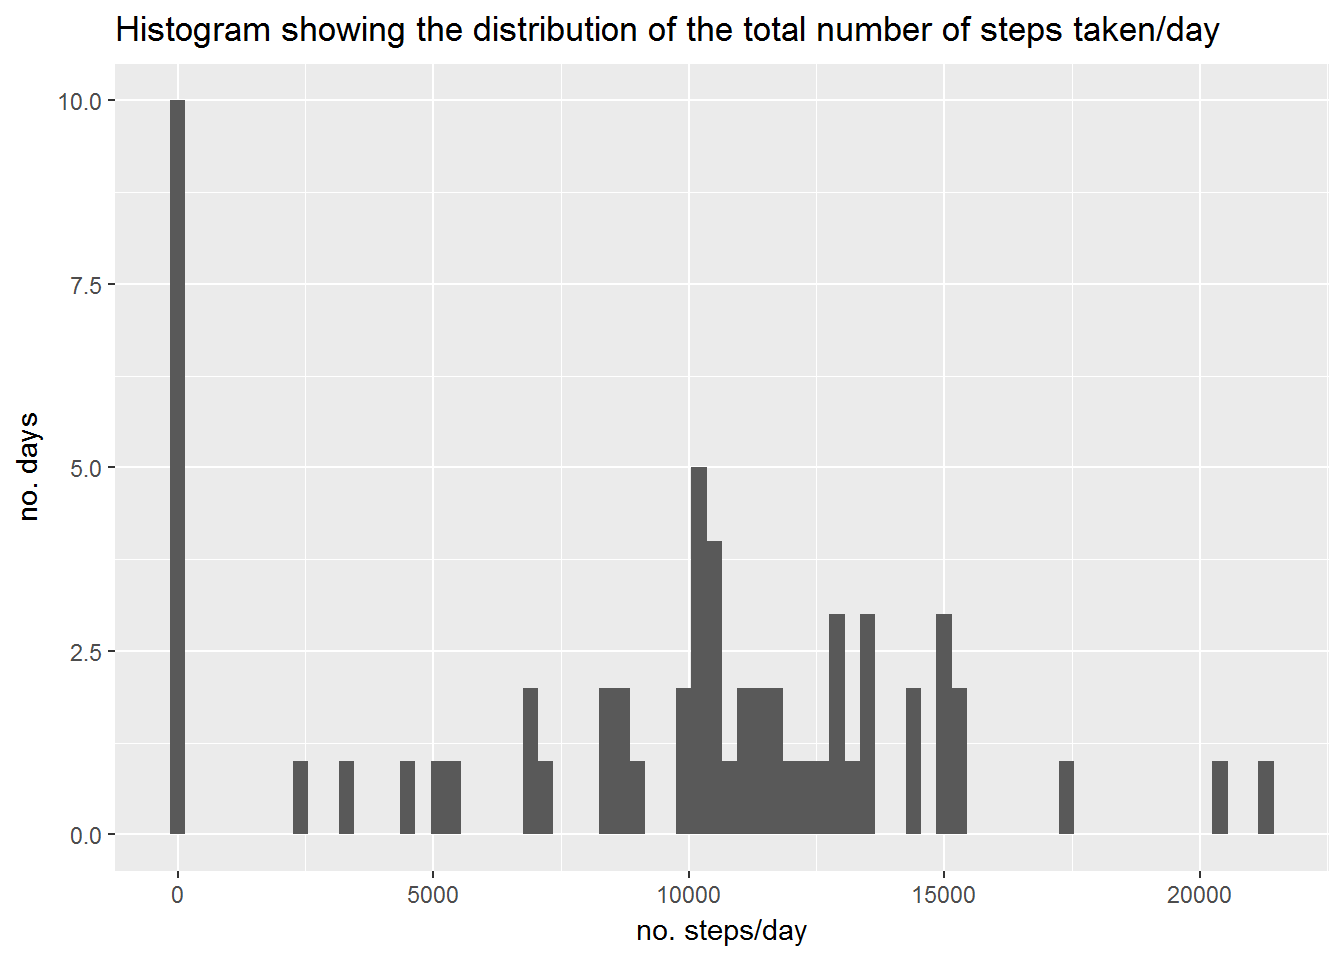 Histogram showing the distribution of the total number of steps taken/day
10.0
7.5
5.0
2.5
0.0
no. days
0 5000 10000 15000 20000
no. steps/day